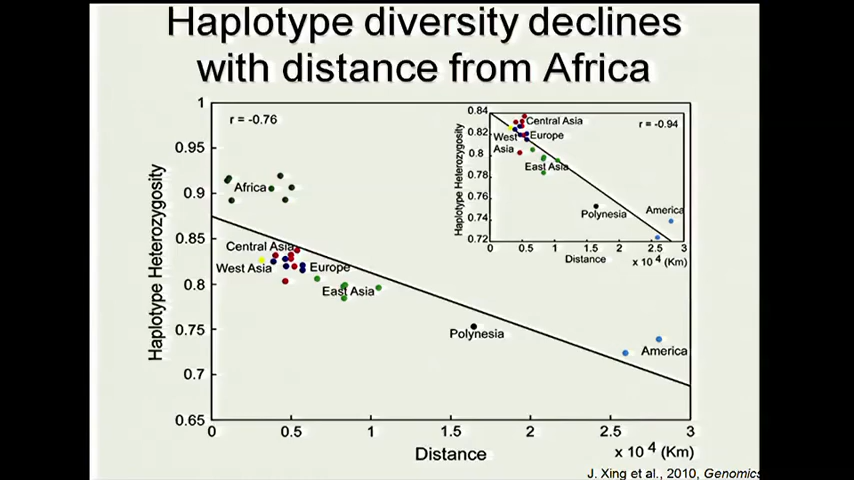 Haplotype diversity declines
with distance from Africa
r = -0.76
Africa
Central Asia
West Asia
Europe
East Asia
Polynesia
America
Haplotype Heterozygosity
1
0.95
0.9
0.85
0.8
0.75
0.7
0.65
0 0.5 1 1.5 2 2.5 3
Distance
x 10 4 (Km)
r = -0.94
Central Asia
West
Asia
Europe
East Asia
Polynesia
America
Haplotype Heterozygosity
0.84
0.82
0.8
0.78
0.76
0.74
0.72
0 0.5 1 1.5 2 2.5 3
Distance
x 10 4 (Km)
J. Xing et al., 2010, Genomics